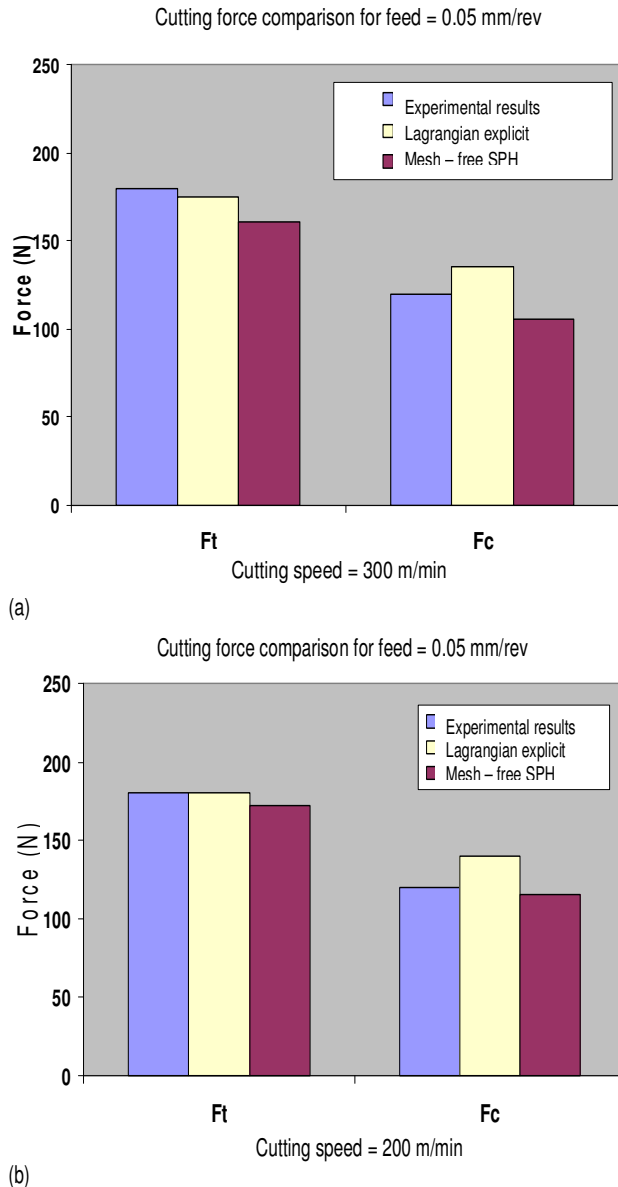 Cutting force comparison for feed = 0.05 mm/rev
250
200
150
100
50
0
Force (N)
Experimental results
Lagrangian explicit
Mesh – free SPH
Ft
Fc
Cutting speed = 300 m/min
(a)
Cutting force comparison for feed = 0.05 mm/rev
250
200
150
100
50
0
Force (N)
Experimental results
Lagrangian explicit
Mesh – free SPH
Ft
Fc
Cutting speed = 200 m/min
(b)